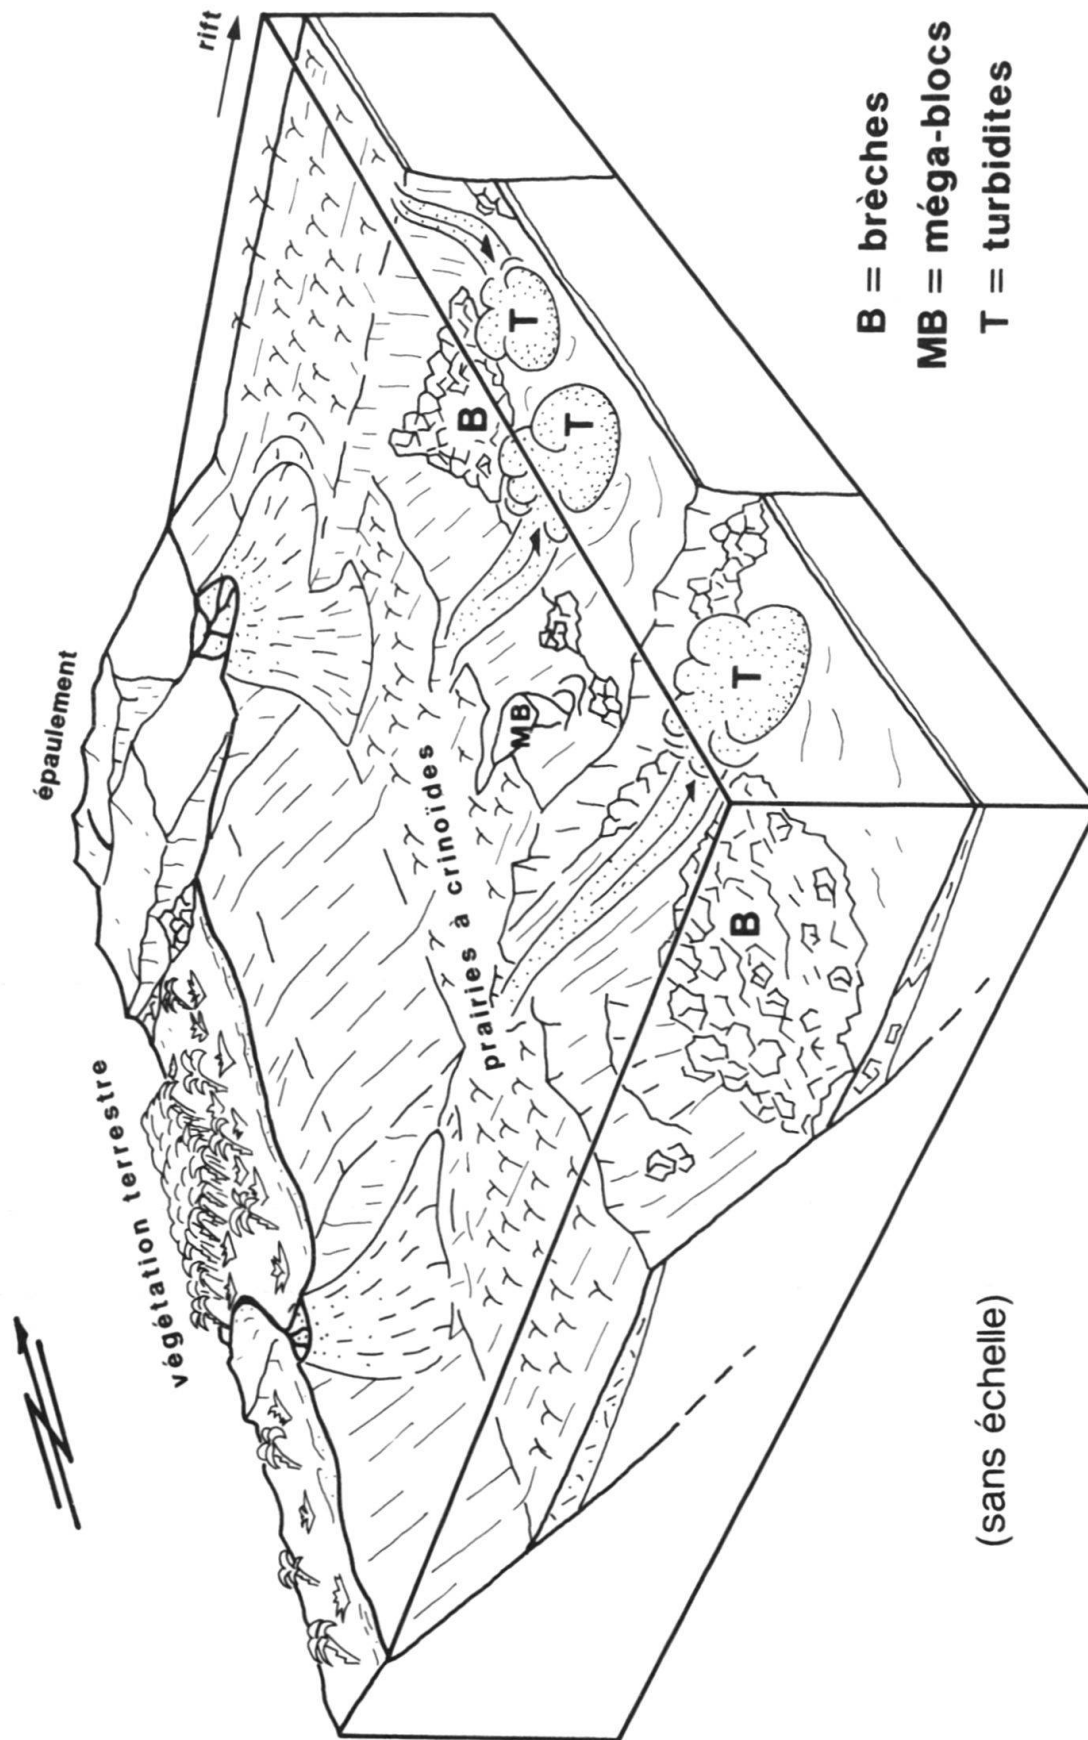 rift
épaulement
végétation terrestre
prairies à crinoïdes
MB
B
T
T
T
B
B = brèches
MB = méga-blocs
T = turbidites
(sans échelle)